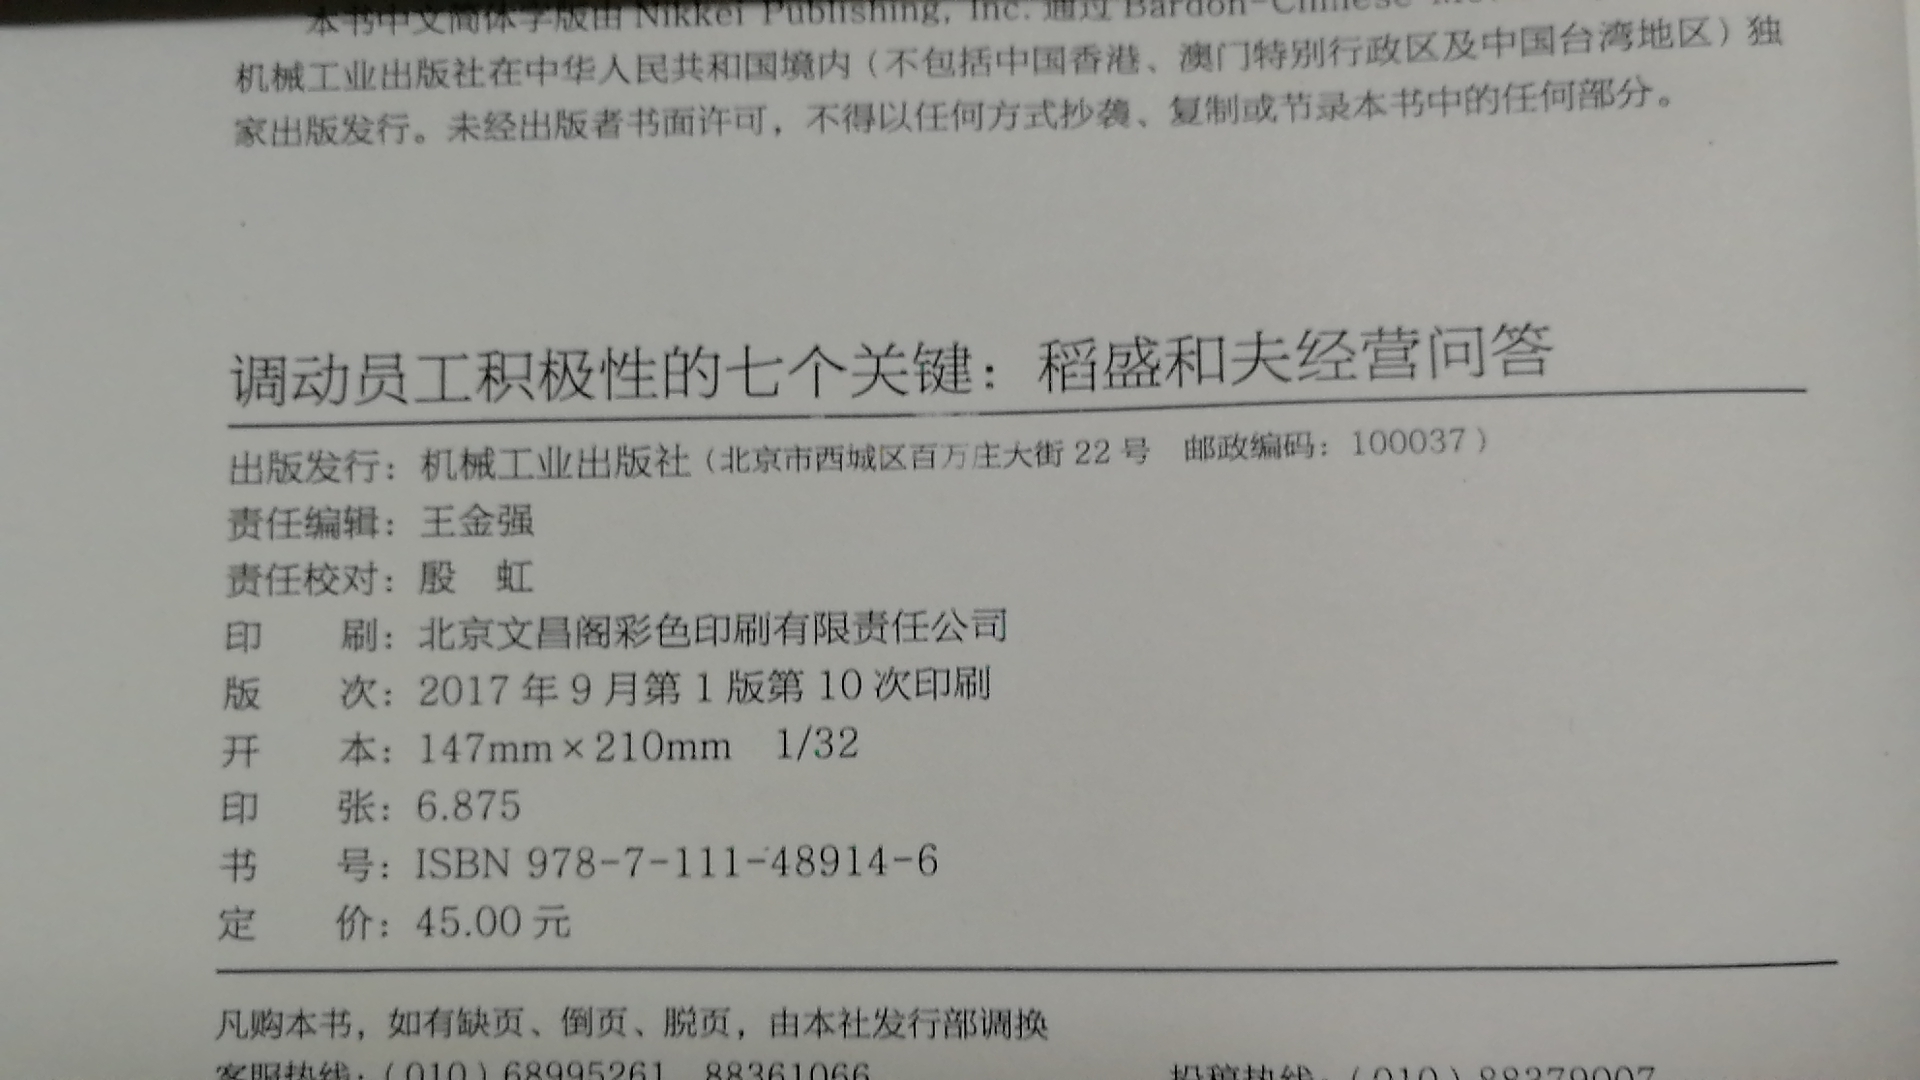 本书中文简体字版由 Nikkei Publishing, Inc. 通过 Bardon-Chinese
机械工业出版社在中华人民共和国境内（不包括中国香港、澳门特别行政区及中国台湾地区）独
家出版发行。未经出版者书面许可，不得以任何方式抄袭、复制或节录本书中的任何部分。
调动员工积极性的七个关键：稻盛和夫经营问答
出版发行：机械工业出版社（北京市西城区百万庄大街 22 号　邮政编码：100037）
责任编辑：王金强
责任校对：殷　虹
印　　刷：北京文昌阁彩色印刷有限责任公司
版　　次：2017 年 9 月第 1 版第 10 次印刷
开　　本：147mm×210mm　1/32
印　　张：6.875
书　　号：ISBN 978-7-111-48914-6
定　　价：45.00 元
凡购本书，如有缺页、倒页、脱页，由本社发行部调换
客服热线：（010）68995261　88361066　投稿热线：（010）88379007